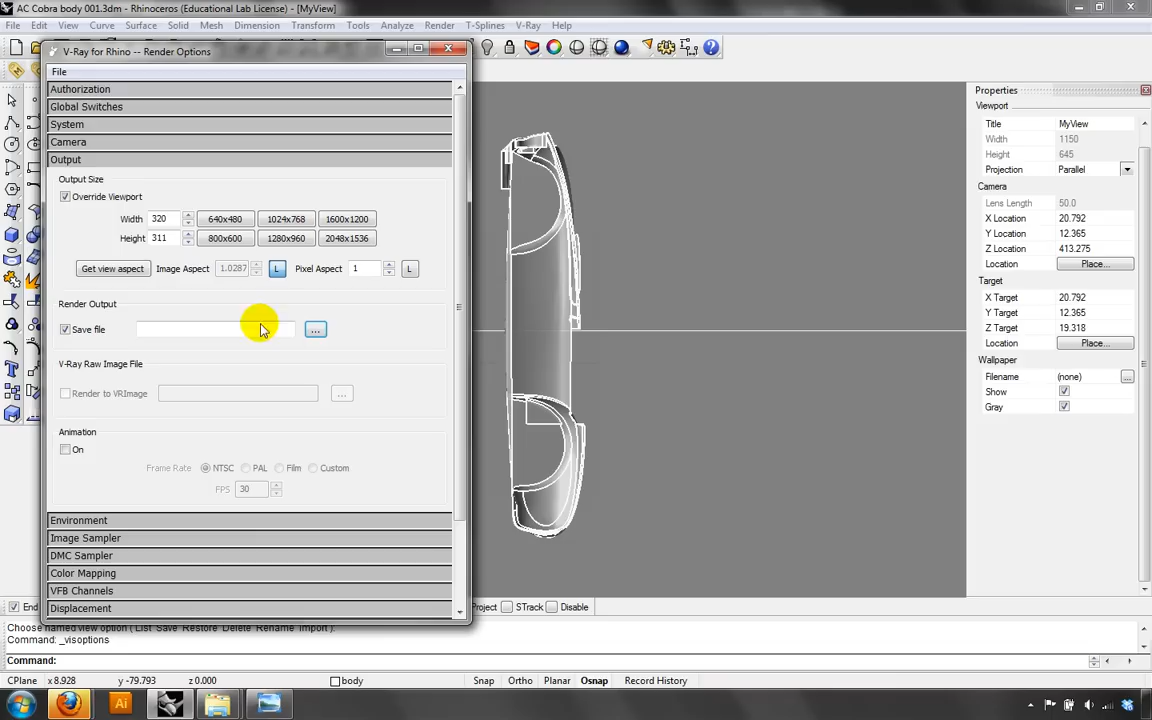 AC Cobra body 001.3dm - Rhinoceros (Educational Lab License) - [MyView]
File Edit View Curve Surface Solid Mesh Dimension Transform Tools Analyze Render T-Splines V-Ray Help
V-Ray for Rhino -- Render Options
File
Authorization
Global Switches
System
Camera
Output
Output Size
Override Viewport
Width 320 640x480 1024x768 1600x1200
Height 311 800x600 1280x960 2048x1536
Get view aspect Image Aspect 1.0287 L Pixel Aspect 1 L
Render Output
Save file ...
V-Ray Raw Image File
Render to VRImage ...
Animation
On
Frame Rate NTSC PAL Film Custom
FPS 30
Environment
Image Sampler
DMC Sampler
Color Mapping
VFB Channels
Displacement
Properties
Viewport
Title MyView
Width 1150
Height 645
Projection Parallel
Camera
Lens Length 50.0
X Location 20.792
Y Location 12.365
Z Location 413.275
Location Place...
Target
X Target 20.792
Y Target 12.365
Z Target 19.318
Location Place...
Wallpaper
Filename (none) ...
Show
Gray
End Project STrack Disable
Choose named view option ( List Save Restore Delete Rename Import ):
Command: _visoptions
Command:
CPlane x 8.928 y -79.793 z 0.000 body Snap Ortho Planar Osnap Record History
Ai